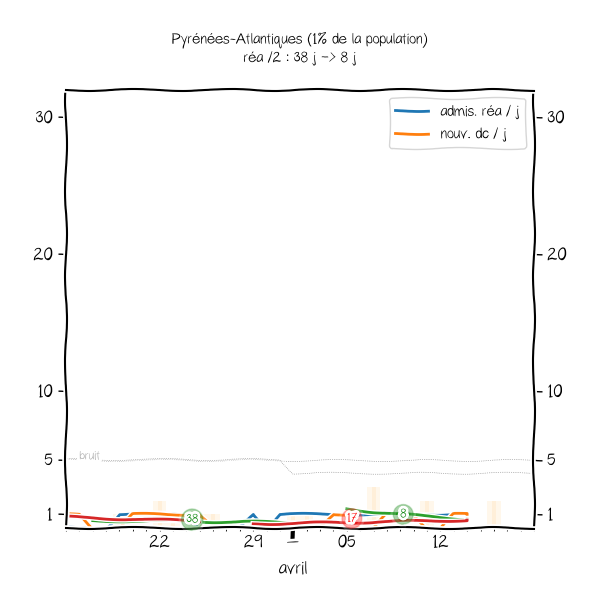 Pyrénées-Atlantiques (1% de la population)
réa /2 : 38 j -> 8 j
admis. réa / j
nouv. dc / j
30
30
20
20
10
10
5
bruit
5
1
38
17
8
1
22
29
05
12
avril